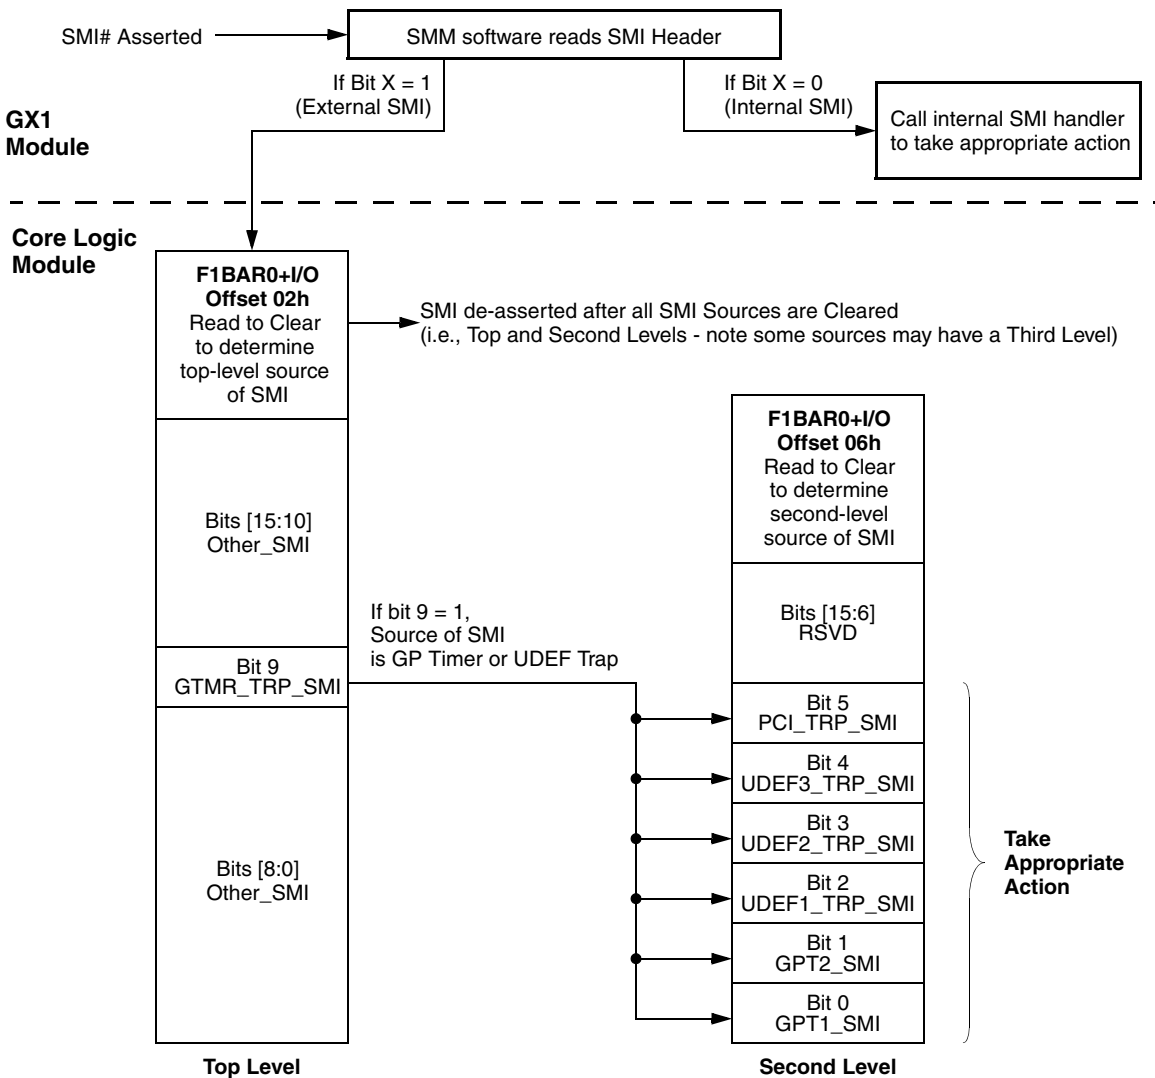 SMI# Asserted
SMM software reads SMI Header
If Bit X = 1
(External SMI)
If Bit X = 0
(Internal SMI)
Call internal SMI handler
to take appropriate action
GX1
Module
Core Logic
Module
F1BAR0+I/O
Offset 02h
Read to Clear
to determine
top-level source
of SMI
SMI de-asserted after all SMI Sources are Cleared
(i.e., Top and Second Levels - note some sources may have a Third Level)
Bits [15:10]
Other_SMI
If bit 9 = 1,
Source of SMI
is GP Timer or UDEF Trap
Bit 9
GTMR_TRP_SMI
Bits [8:0]
Other_SMI
Top Level
F1BAR0+I/O
Offset 06h
Read to Clear
to determine
second-level
source of SMI
Bits [15:6]
RSVD
Bit 5
PCI_TRP_SMI
Bit 4
UDEF3_TRP_SMI
Bit 3
UDEF2_TRP_SMI
Bit 2
UDEF1_TRP_SMI
Bit 1
GPT2_SMI
Bit 0
GPT1_SMI
Second Level
Take
Appropriate
Action